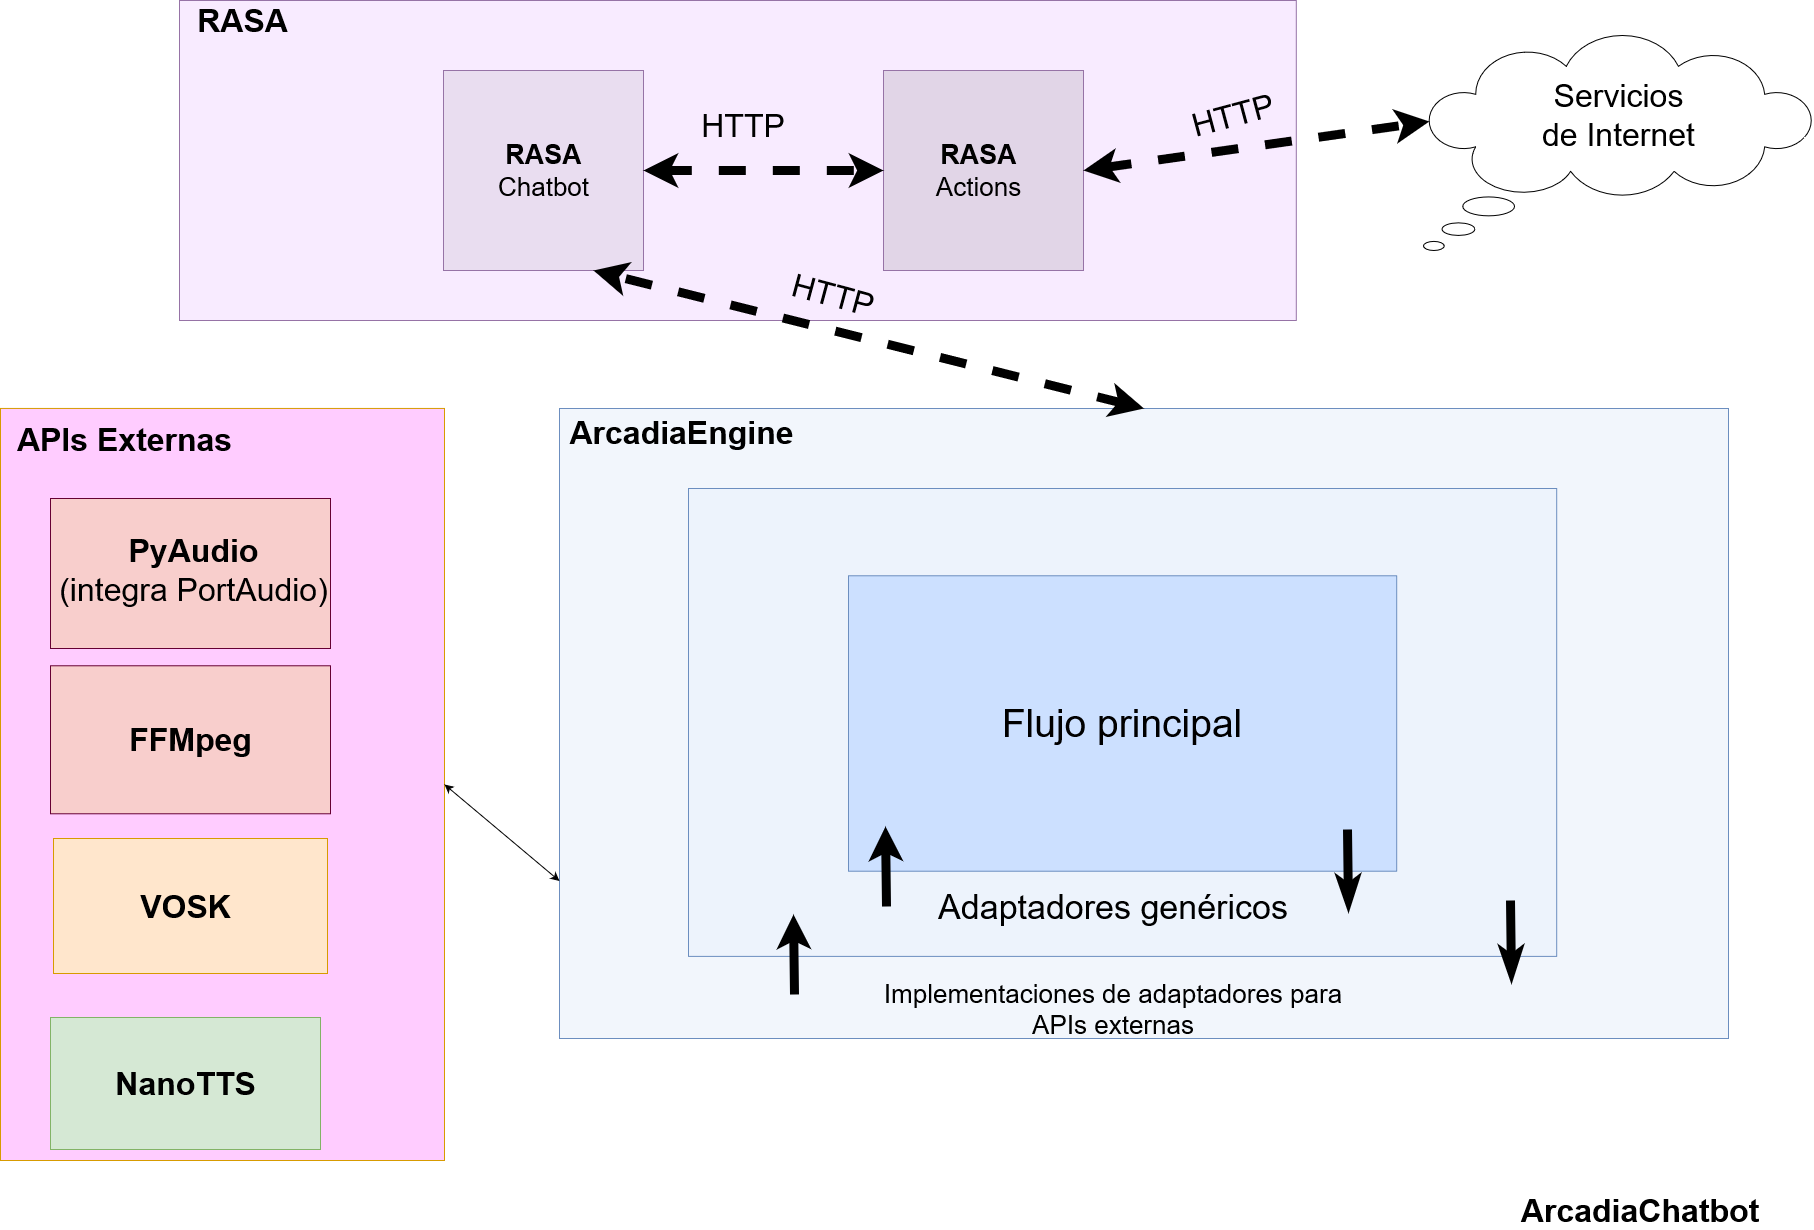 RASA
HTTP
RASA
Chatbot
RASA
Actions
HTTP
Servicios
de Internet
HTTP
APIs Externas
PyAudio
(integra PortAudio)
FFMpeg
VOSK
NanoTTS
ArcadiaEngine
Flujo principal
Adaptadores genéricos
Implementaciones de adaptadores para
APIs externas
ArcadiaChatbot